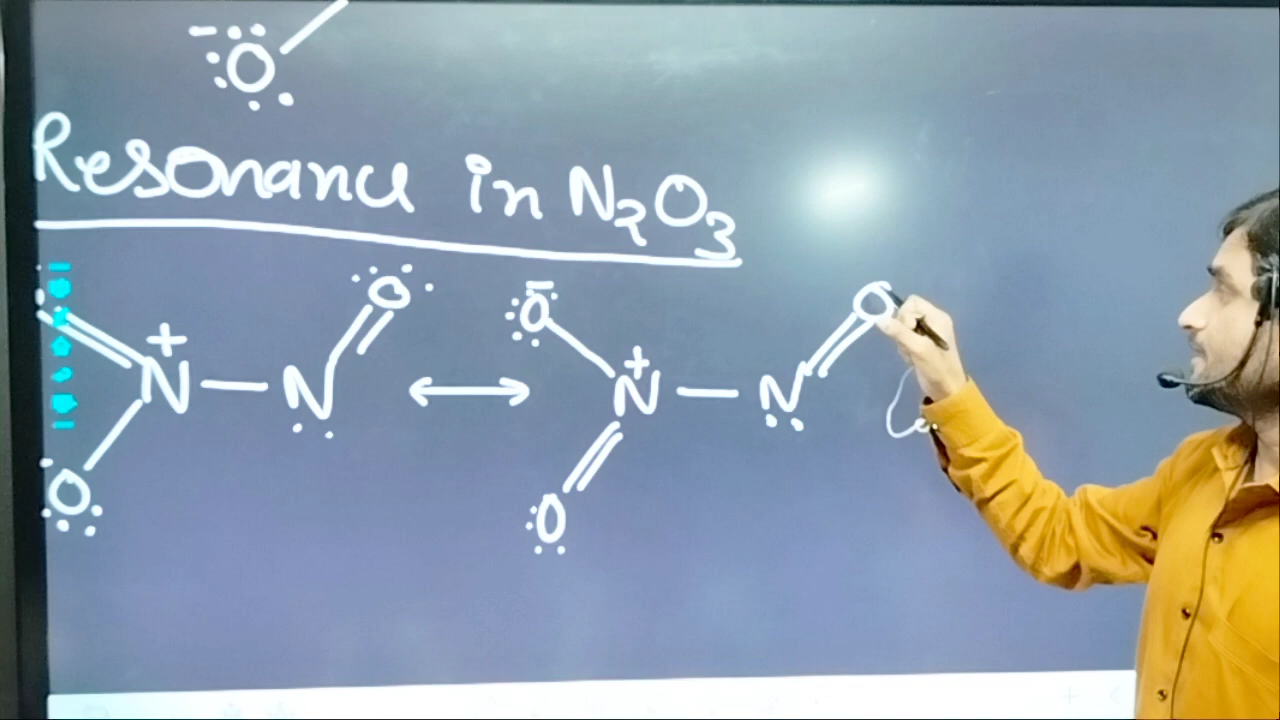 O
Resonance in N2O3
O O O
+ +
N N N N
O O